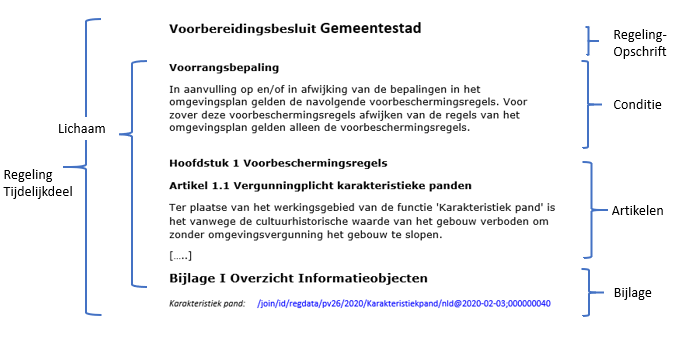 Voorbereidingsbesluit Gemeentestad
Regeling-
Opschrift
Voorrangsbepaling
In aanvulling op en/of in afwijking van de bepalingen in het
omgevingsplan gelden de navolgende voorbeschermingsregels. Voor
zover deze voorbeschermingsregels afwijken van de regels van het
omgevingsplan gelden alleen de voorbeschermingsregels.
Conditie
Lichaam
Regeling
Tijdelijkdeel
Hoofdstuk 1 Voorbeschermingsregels
Artikel 1.1 Vergunningplicht karakteristieke panden
Ter plaatse van het werkingsgebied van de functie 'Karakteristiek pand' is
het vanwege de cultuurhistorische waarde van het gebouw verboden om
zonder omgevingsvergunning het gebouw te slopen.
[.....]
Artikelen
Bijlage I Overzicht Informatieobjecten
Karakteristiek pand: /join/id/regdata/pv26/2020/Karakteristiekpand/nld@2020-02-03;000000040
Bijlage